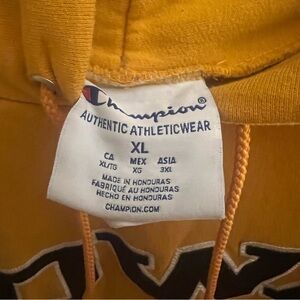 Champion®
AUTHENTIC ATHLETICWEAR
XL
CA MEX ASIA
XL/TG XG 3XL
MADE IN HONDURAS
FABRIQUÉ AU HONDURAS
HECHO EN HONDURAS
CHAMPION.COM